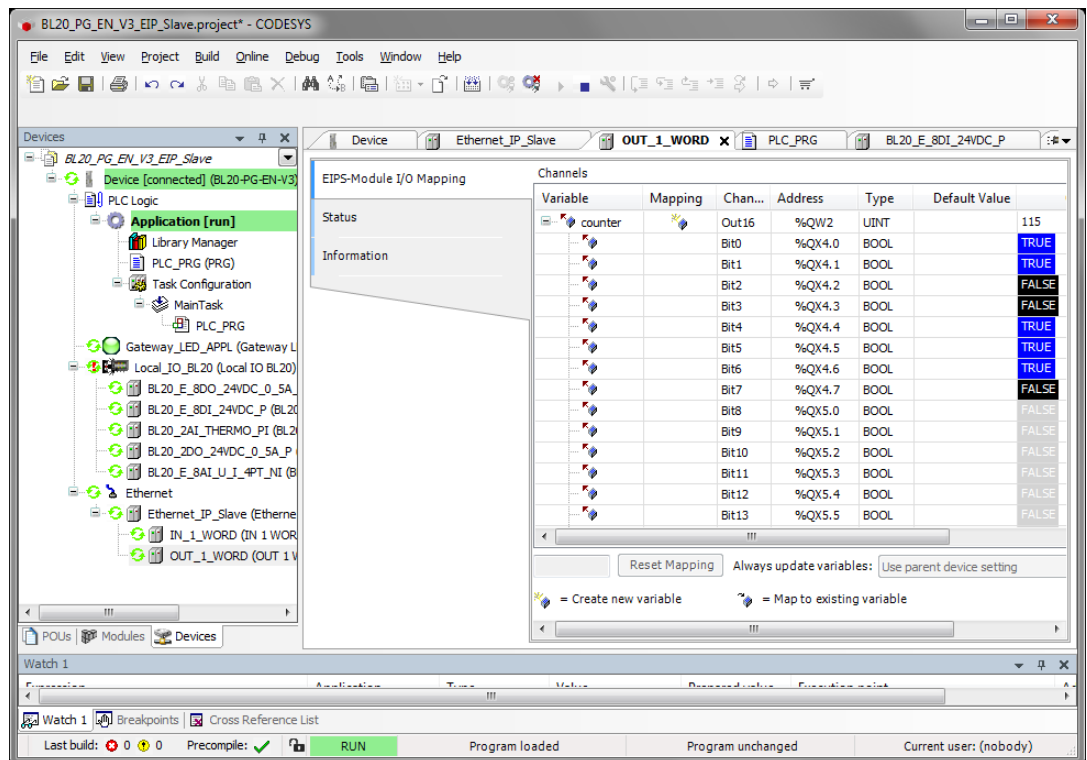 BL20_PG_EN_V3_EIP_Slave.project* - CODESYS
File Edit View Project Build Online Debug Tools Window Help
Devices
BL20_PG_EN_V3_EIP_Slave
Device [connected] (BL20-PG-EN-V3)
PLC Logic
Application [run]
Library Manager
PLC_PRG (PRG)
Task Configuration
MainTask
PLC_PRG
Gateway_LED_APPL (Gateway L
Local_IO_BL20 (Local IO BL20)
BL20_E_8DO_24VDC_0_5A_
BL20_E_8DI_24VDC_P (BL20
BL20_2AI_THERMO_PI (BL2
BL20_2DO_24VDC_0_5A_P
BL20_E_8AI_U_I_4PT_NI (B
Ethernet
Ethernet_IP_Slave (Etherne
IN_1_WORD (IN 1 WOR
OUT_1_WORD (OUT 1 W
POUs Modules Devices
Device Ethernet_IP_Slave OUT_1_WORD PLC_PRG BL20_E_8DI_24VDC_P
EIPS-Module I/O Mapping
Status
Information
Channels
Variable Mapping Chan... Address Type Default Value
counter Out16 %QW2 UINT 115
Bit0 %QX4.0 BOOL TRUE
Bit1 %QX4.1 BOOL TRUE
Bit2 %QX4.2 BOOL FALSE
Bit3 %QX4.3 BOOL FALSE
Bit4 %QX4.4 BOOL TRUE
Bit5 %QX4.5 BOOL TRUE
Bit6 %QX4.6 BOOL TRUE
Bit7 %QX4.7 BOOL FALSE
Bit8 %QX5.0 BOOL FALSE
Bit9 %QX5.1 BOOL FALSE
Bit10 %QX5.2 BOOL FALSE
Bit11 %QX5.3 BOOL FALSE
Bit12 %QX5.4 BOOL FALSE
Bit13 %QX5.5 BOOL FALSE
Reset Mapping Always update variables: Use parent device setting
= Create new variable = Map to existing variable
Watch 1
Expression Application Type Value Prepared value Execution point
Watch 1 Breakpoints Cross Reference List
Last build: 0 0 Precompile: RUN Program loaded Program unchanged Current user: (nobody)